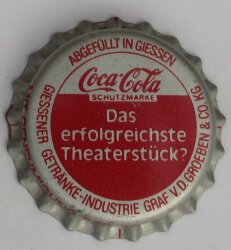 ABGEFÜLLT IN GIESSEN
Coca-Cola
SCHUTZMARKE
Das
erfolgreichste
Theaterstück?
GIESSENER GETRÄNKE-INDUSTRIE GRAF V.D. GROEBEN & CO. KG